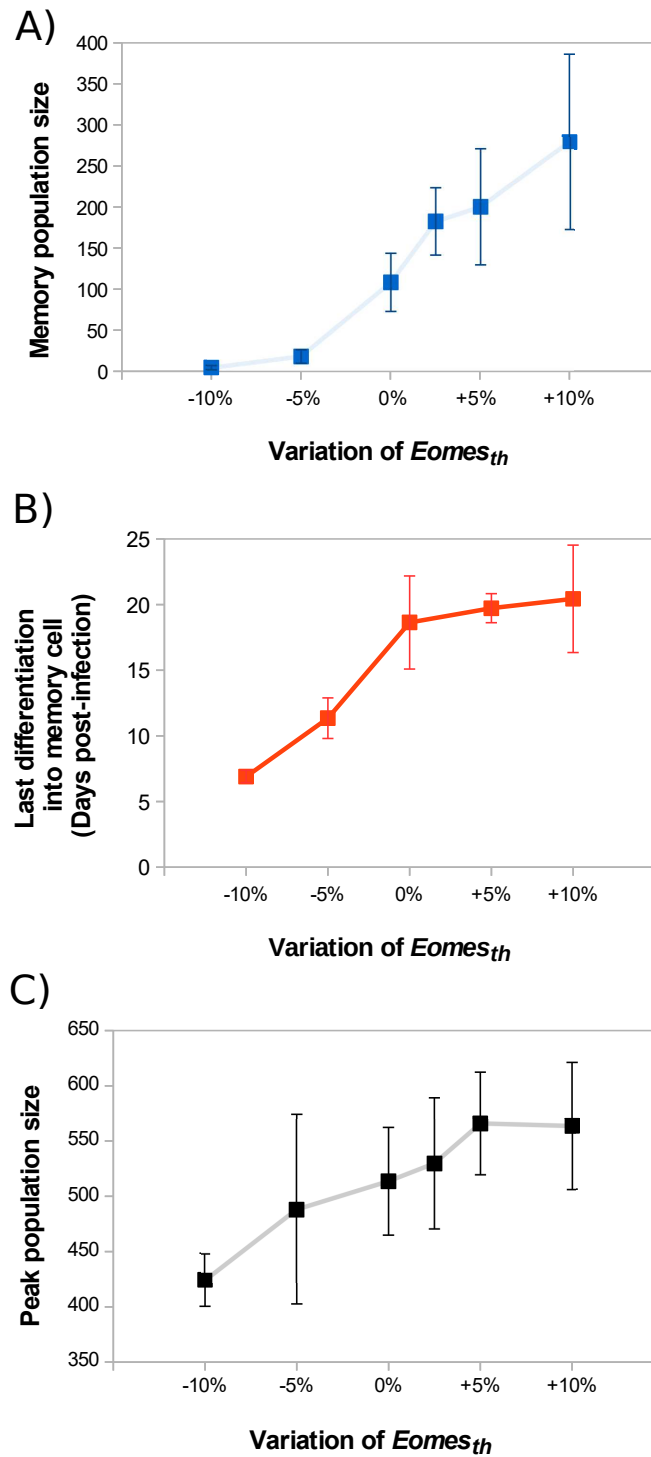 A)
Memory population size
400
350
300
250
200
150
100
50
0
-10% -5% 0% +5% +10%
Variation of Eomesth
B)
Last differentiation
into memory cell
(Days post-infection)
25
20
15
10
5
0
-10% -5% 0% +5% +10%
Variation of Eomesth
C)
Peak population size
650
600
550
500
450
400
350
-10% -5% 0% +5% +10%
Variation of Eomesth